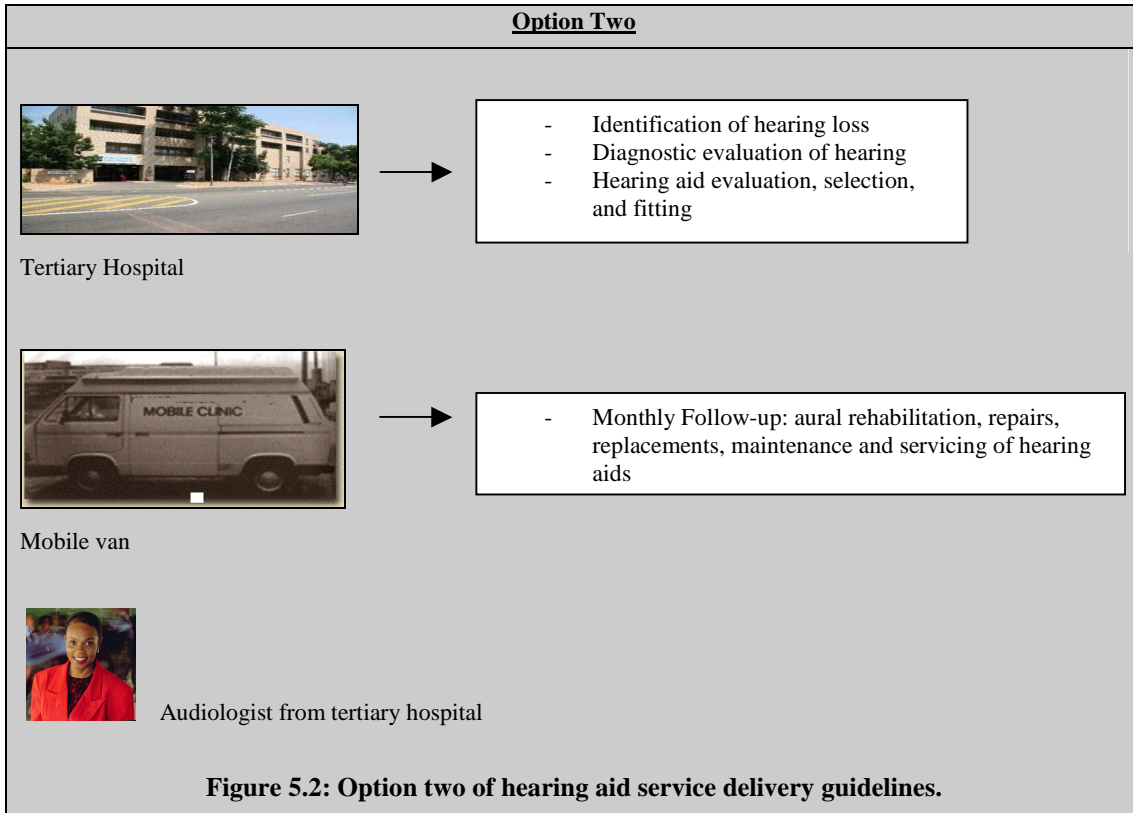 Option Two
- Identification of hearing loss
- Diagnostic evaluation of hearing
- Hearing aid evaluation, selection,
and fitting
Tertiary Hospital
MOBILE CLINIC
- Monthly Follow-up: aural rehabilitation, repairs,
replacements, maintenance and servicing of hearing
aids
Mobile van
Audiologist from tertiary hospital
Figure 5.2: Option two of hearing aid service delivery guidelines.